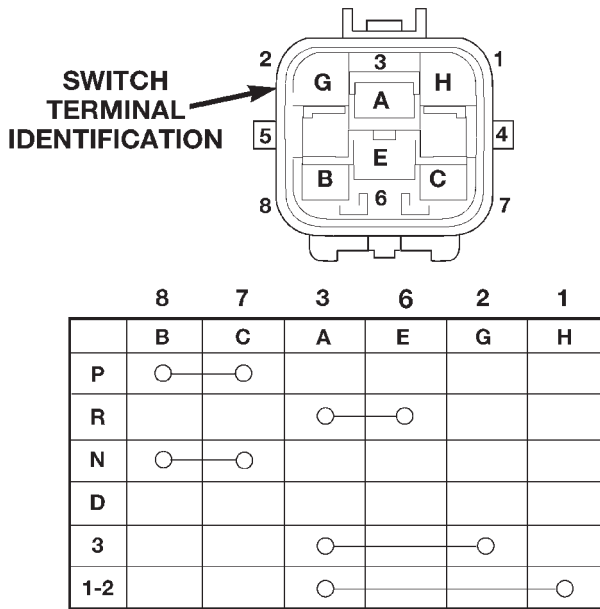 SWITCH
TERMINAL
IDENTIFICATION
2 3 1
G H
A
5 4
E
B C
8 6 7
8 7 3 6 2 1
B C A E G H
P
R
N
D
3
1-2